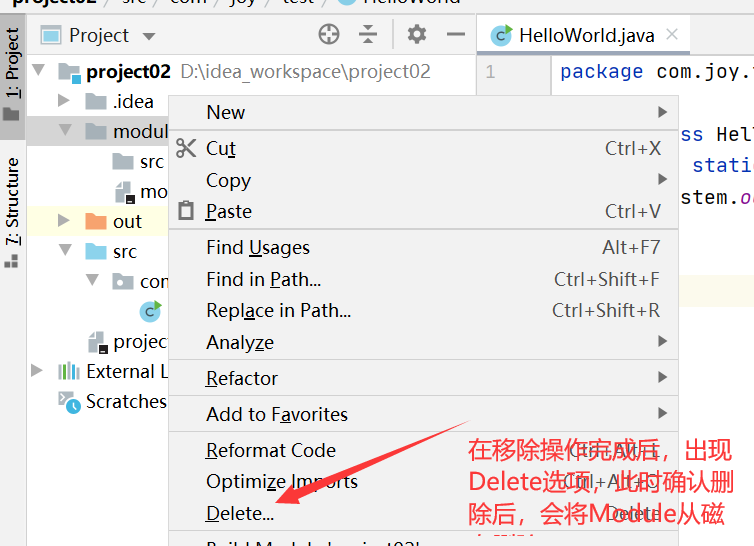 project02 src com joy test HelloWorld
Project
HelloWorld.java
1: Project
7: Structure
project02 D:\idea_workspace\project02
.idea
modul
src
mo
out
src
con
project
External L
Scratches
1
package com.joy.
ss Hel
static
stem.o
New
Cut Ctrl+X
Copy
Paste Ctrl+V
Find Usages Alt+F7
Find in Path... Ctrl+Shift+F
Replace in Path... Ctrl+Shift+R
Analyze
Refactor
Add to Favorites
Reformat Code Ctrl+Alt+L
Optimize Imports Ctrl+Alt+O
Delete... Delete
在移除操作完成后，出现
Delete选项，此时确认删
除后，会将Module从磁